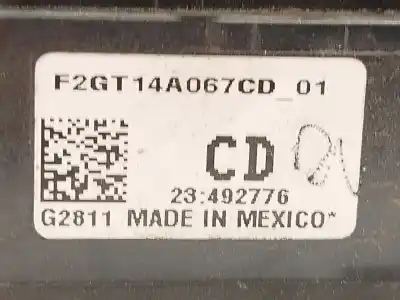 F2GT14A067CD_01
CD
23:492776
G2811 MADE IN MEXICO*